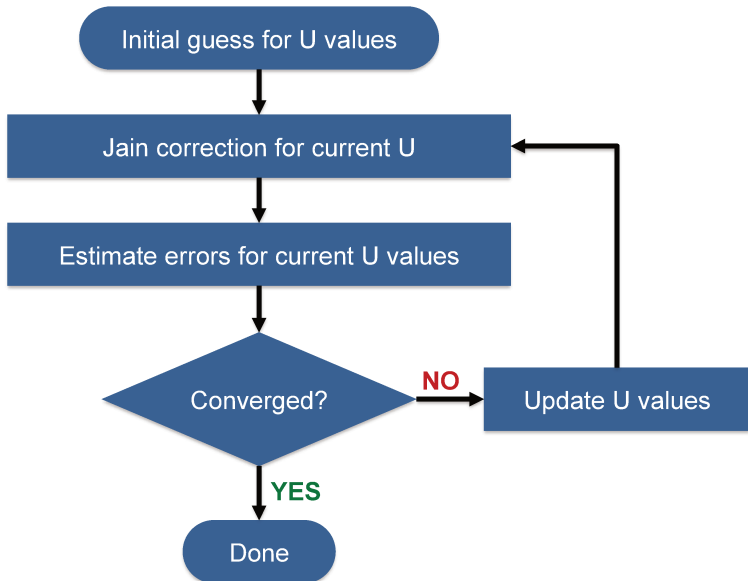 Initial guess for U values
Jain correction for current U
Estimate errors for current U values
Converged?
NO
Update U values
YES
Done